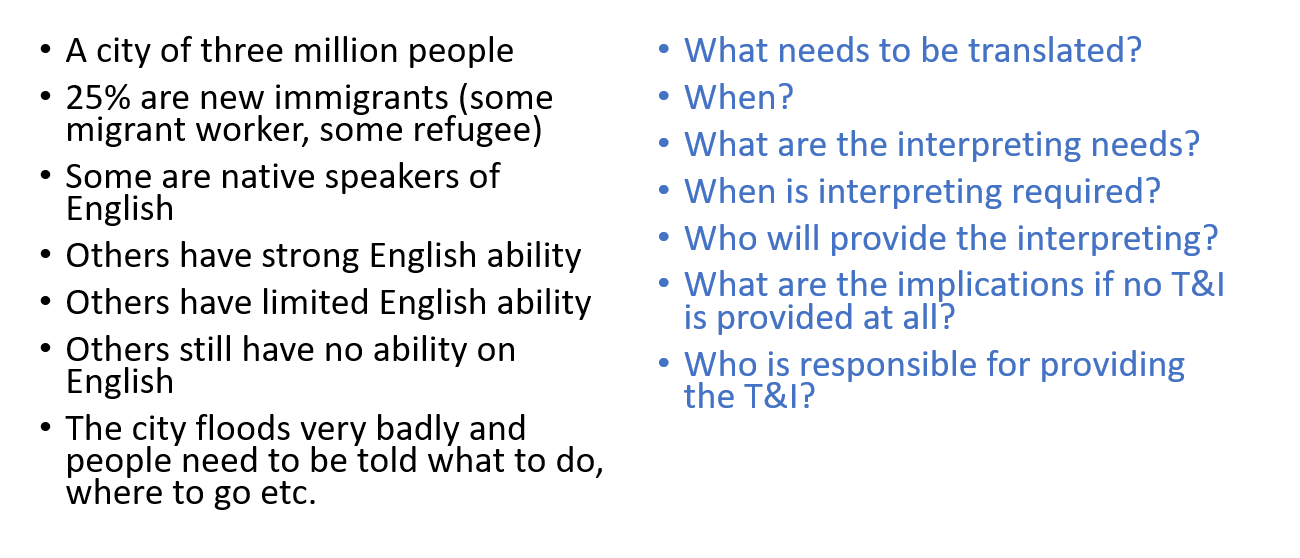 • A city of three million people
• 25% are new immigrants (some
migrant worker, some refugee)
• Some are native speakers of
English
• Others have strong English ability
• Others have limited English ability
• Others still have no ability on
English
• The city floods very badly and
people need to be told what to do,
where to go etc.
• What needs to be translated?
• When?
• What are the interpreting needs?
• When is interpreting required?
• Who will provide the interpreting?
• What are the implications if no T&I
is provided at all?
• Who is responsible for providing
the T&I?